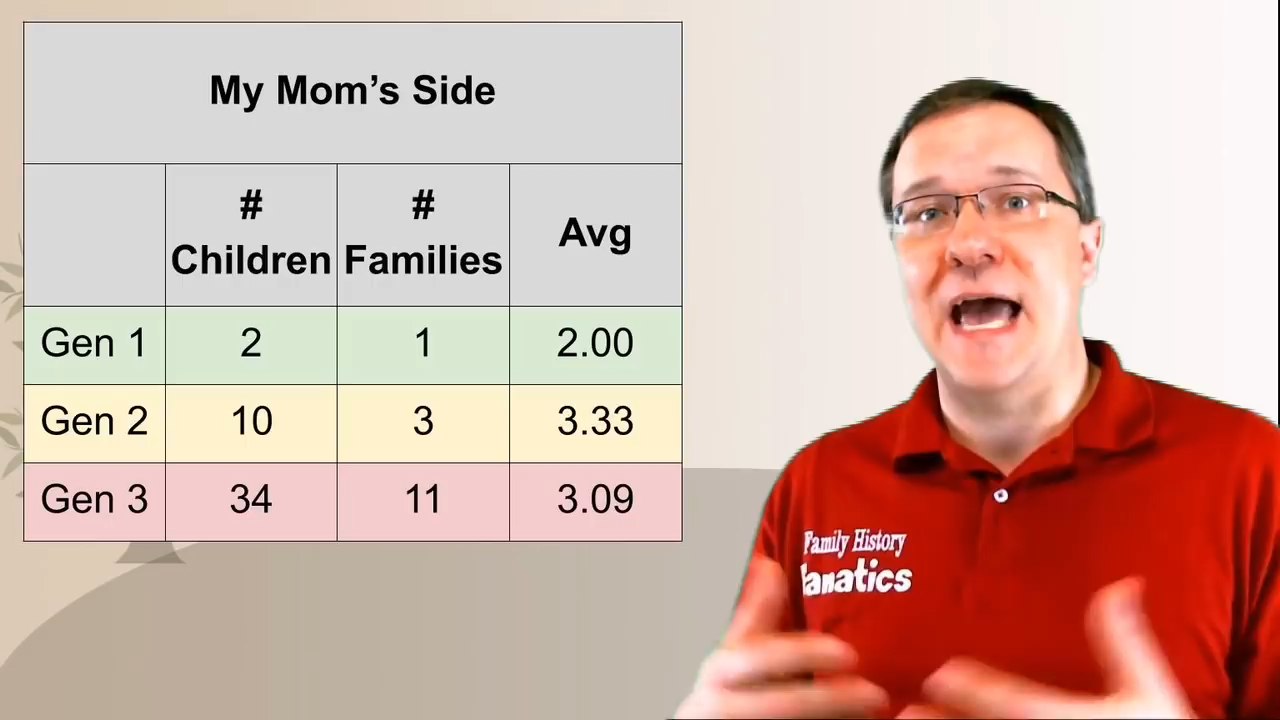 My Mom’s Side
# Children # Families Avg
Gen 1 2 1 2.00
Gen 2 10 3 3.33
Gen 3 34 11 3.09
Family History
fanatics